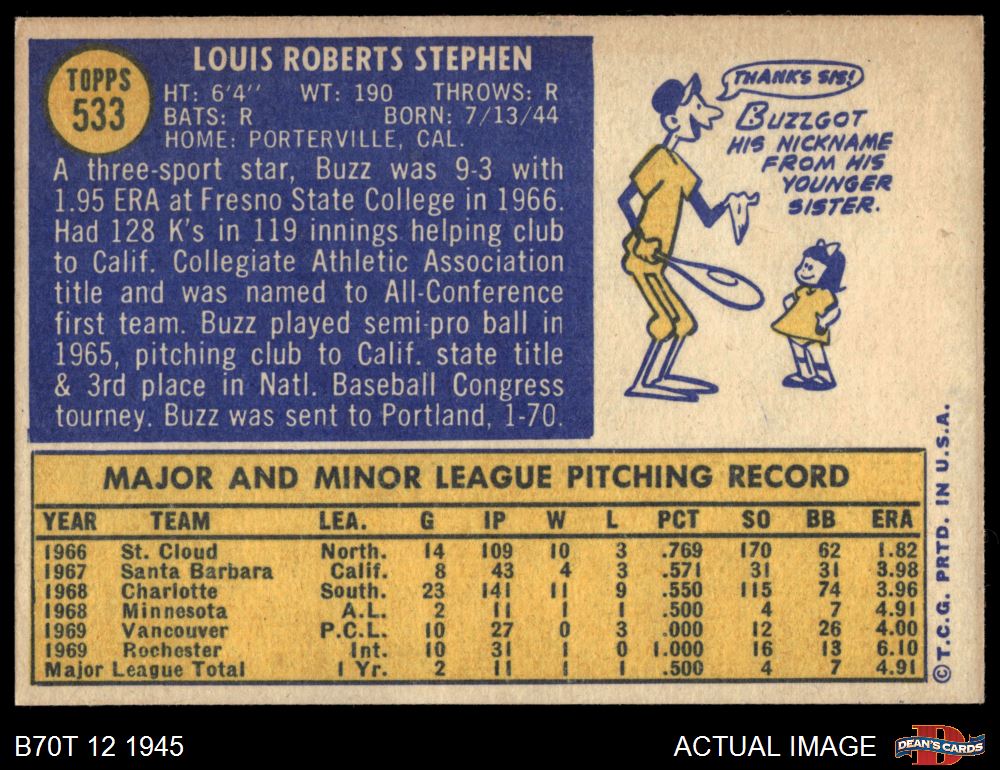 TOPPS
533
LOUIS ROBERTS STEPHEN
HT: 6'4'' WT: 190 THROWS: R
BATS: R BORN: 7/13/44
HOME: PORTERVILLE, CAL.
A three-sport star, Buzz was 9-3 with
1.95 ERA at Fresno State College in 1966.
Had 128 K's in 119 innings helping club
to Calif. Collegiate Athletic Association
title and was named to All-Conference
first team. Buzz played semi-pro ball in
1965, pitching club to Calif. state title
& 3rd place in Natl. Baseball Congress
tourney. Buzz was sent to Portland, 1-70.
THANKS SIS!
BUZZ GOT
HIS NICKNAME
FROM HIS
YOUNGER
SISTER.
MAJOR AND MINOR LEAGUE PITCHING RECORD
YEAR TEAM LEA. G IP W L PCT SO BB ERA
1966 St. Cloud North. 14 109 10 3 .769 170 62 1.82
1967 Santa Barbara Calif. 8 43 4 3 .571 31 31 3.98
1968 Charlotte South. 23 141 11 9 .550 115 74 3.96
1968 Minnesota A.L. 2 11 1 1 .500 4 7 4.91
1969 Vancouver P.C.L. 10 27 0 3 .000 12 26 4.00
1969 Rochester Int. 10 31 1 0 1.000 16 13 6.10
Major League Total 1 Yr. 2 11 1 1 .500 4 7 4.91
©T.C.G. PRTD. IN U.S.A.
B70T 12 1945
ACTUAL IMAGE
D
DEAN'S CARDS